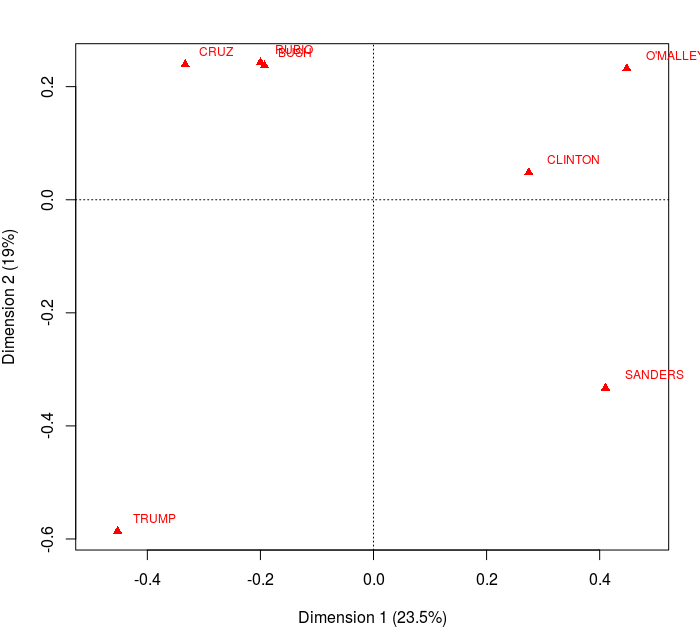 CRUZ
RUBIO
BUSH
O'MALLEY
CLINTON
SANDERS
TRUMP
0.2
0.0
-0.2
-0.4
-0.6
Dimension 2 (19%)
-0.4 -0.2 0.0 0.2 0.4
Dimension 1 (23.5%)